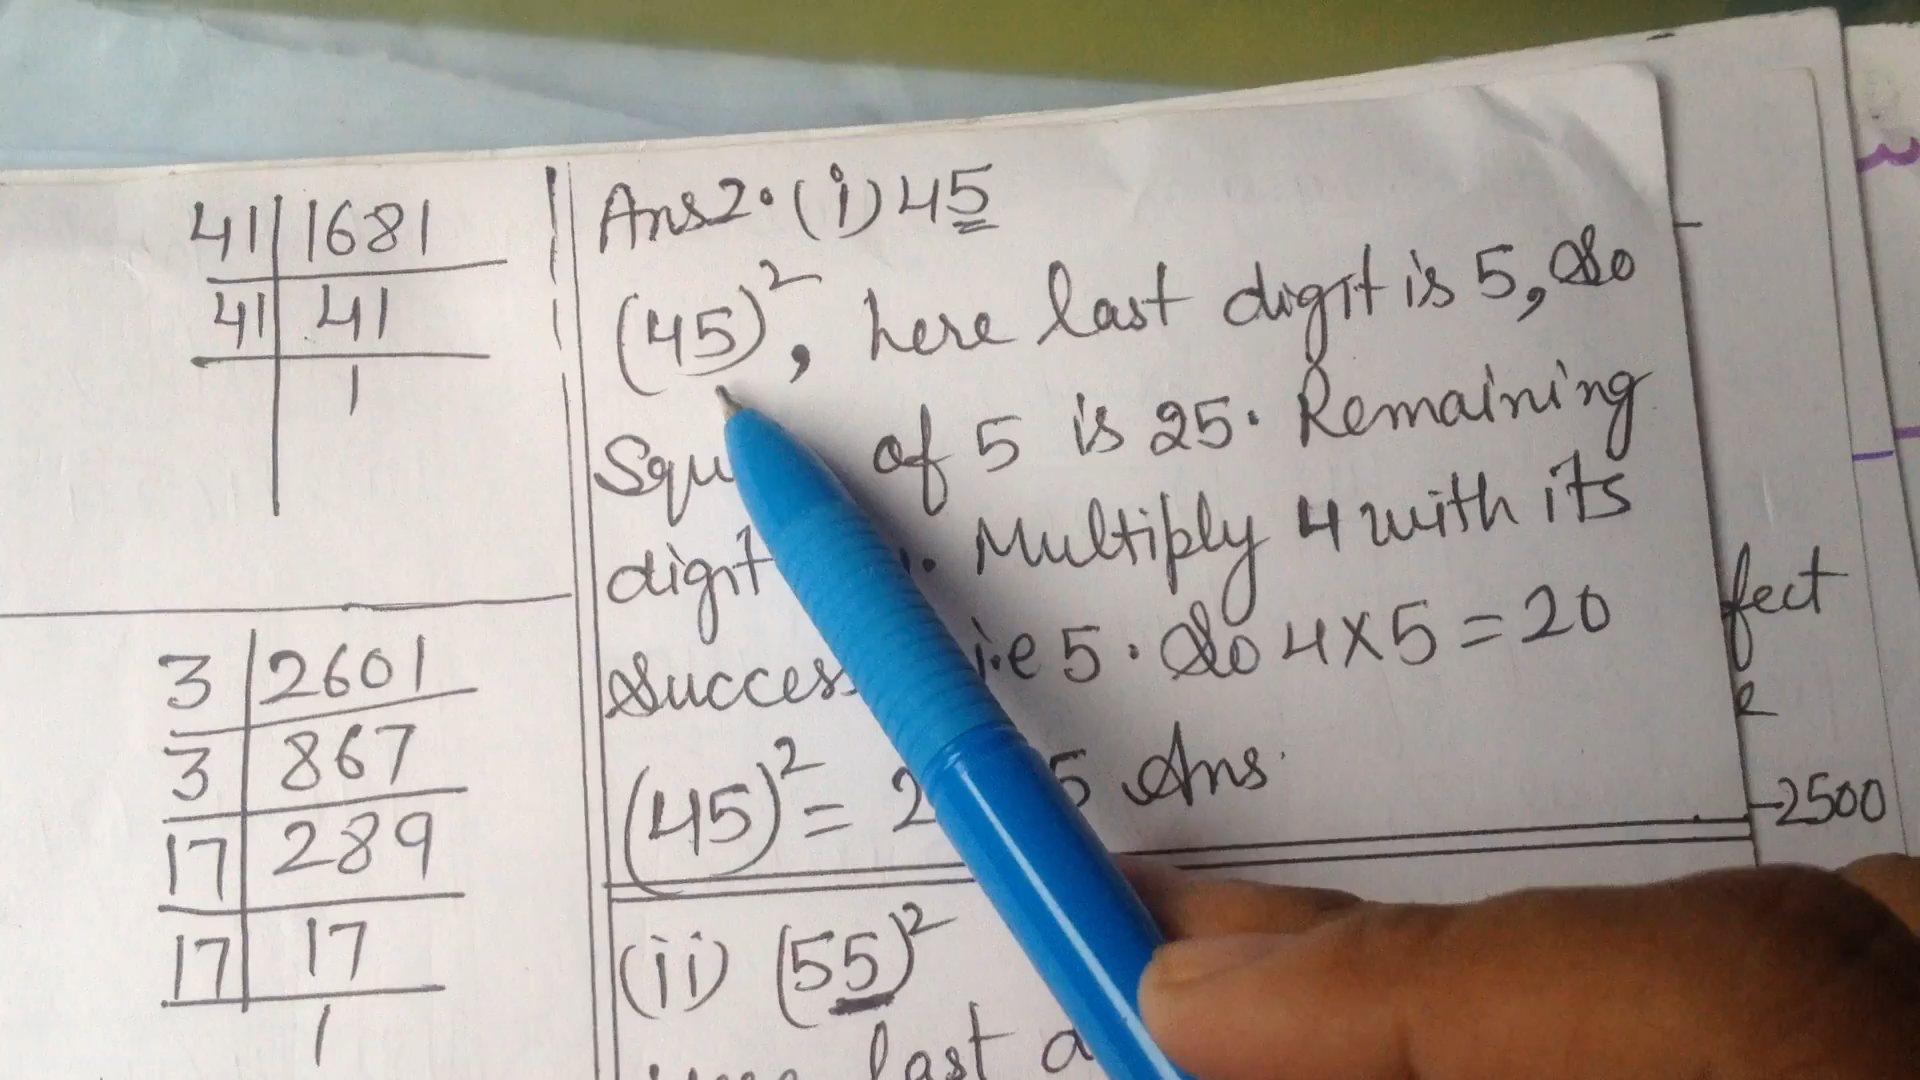 41 | 1681
41 | 41
1
3 | 2601
3 | 867
17 | 289
17 | 17
1
Ans2. (i) 45
(45)², here last digit is 5, So
of 5 is 25. Remaining
digit Multiply 4 with its
i.e 5. So 4×5=20
(45)² = 2 5 Ans.
(ii) (55)²
last
fect
2500